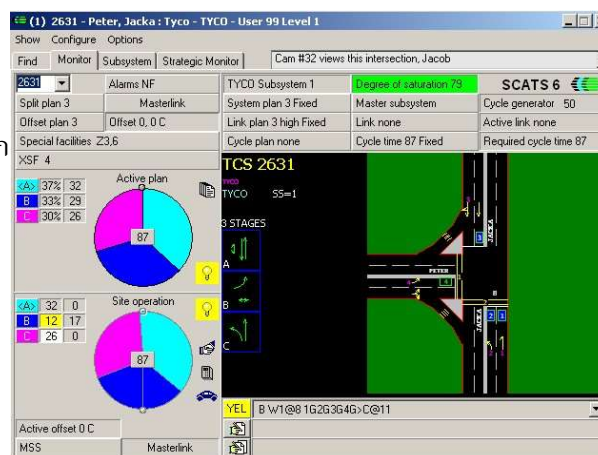 (1) 2631 - Peter, Jacka : Tyco - TYCO - User 99 Level 1
Show Configure Options
Find Monitor Subsystem Strategic Monitor Cam #32 views this intersection, Jacob
2631 Alarms NF TYCO Subsystem 1 Degree of saturation 79 SCATS 6
Split plan 3 Masterlink System plan 3 Fixed Master subsystem Cycle generator 50
Offset plan 3 Offset 0, 0 C Link plan 3 high Fixed Link none Active link none
Special facilities Z3,6 Cycle plan none Cycle time 87 Fixed Required cycle time 87
XSF 4
Active plan
<A> 37% 32
B 33% 29
C 30% 26
87
Site operation
<A> 32 0
B 12 17
C 26 0
87
Active offset 0 C
MSS Masterlink
TCS 2631
TYCO
TYCO SS=1
3 STAGES
A
B
C
PETER
JACKA
JACKA
3
4
2 1
YEL B W1@8 1G2G3G4G>C@11